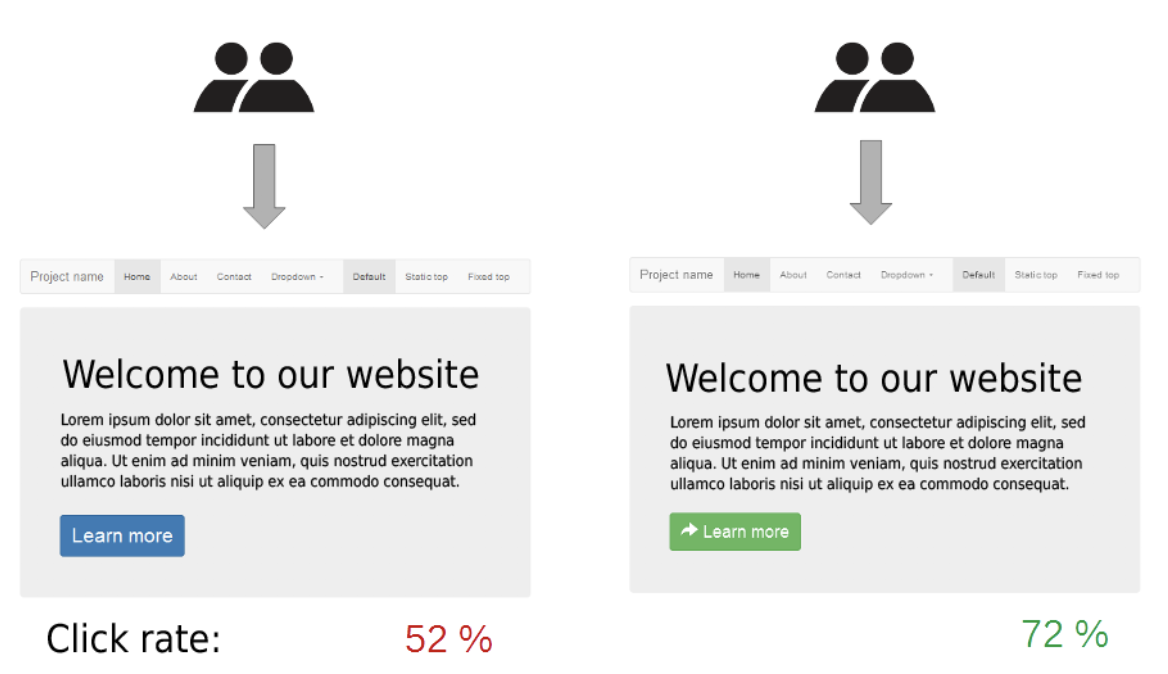 Project name Home About Contact Dropdown Default Static top Fixed top
Welcome to our website
Lorem ipsum dolor sit amet, consectetur adipiscing elit, sed
do eiusmod tempor incididunt ut labore et dolore magna
aliqua. Ut enim ad minim veniam, quis nostrud exercitation
ullamco laboris nisi ut aliquip ex ea commodo consequat.
Learn more
Click rate: 52 %
Project name Home About Contact Dropdown Default Static top Fixed top
Welcome to our website
Lorem ipsum dolor sit amet, consectetur adipiscing elit, sed
do eiusmod tempor incididunt ut labore et dolore magna
aliqua. Ut enim ad minim veniam, quis nostrud exercitation
ullamco laboris nisi ut aliquip ex ea commodo consequat.
Learn more
72 %